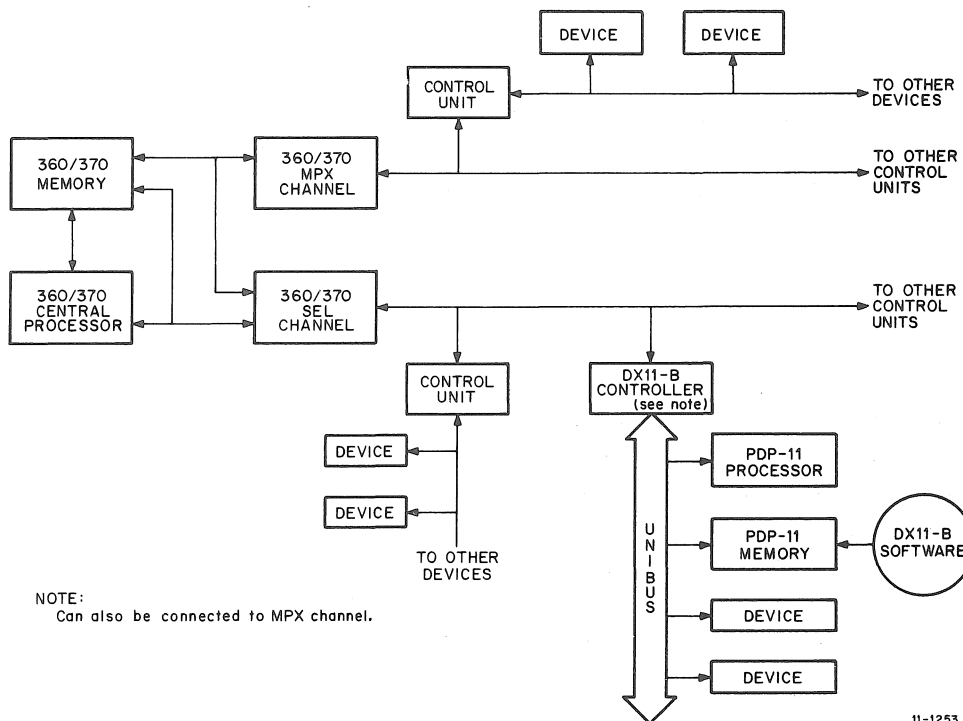 DEVICE
DEVICE
CONTROL
UNIT
TO OTHER
DEVICES
360/370
MEMORY
360/370
MPX
CHANNEL
TO OTHER
CONTROL
UNITS
360/370
CENTRAL
PROCESSOR
360/370
SEL
CHANNEL
TO OTHER
CONTROL
UNITS
CONTROL
UNIT
DX11-B
CONTROLLER
(see note)
DEVICE
DEVICE
TO OTHER
DEVICES
UNIBUS
PDP-11
PROCESSOR
PDP-11
MEMORY
DX11-B
SOFTWARE
DEVICE
DEVICE
NOTE:
Can also be connected to MPX channel.
11-1253